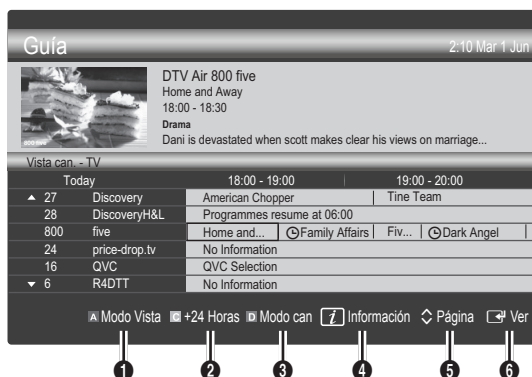 Guía 2:10 Mar 1 Jun
DTV Air 800 five
Home and Away
18:00 - 18:30
Drama
Dani is devastated when scott makes clear his views on marriage...
800 five
Vista can. - TV
Today 18:00 - 19:00 19:00 - 20:00
27 Discovery American Chopper Tine Team
28 DiscoveryH&L Programmes resume at 06:00
800 five Home and... Family Affairs Fiv... Dark Angel
24 price-drop.tv No Information
16 QVC QVC Selection
6 R4DTT No Information
A Modo Vista C +24 Horas D Modo can i Información Página Ver
1 2 3 4 5 6